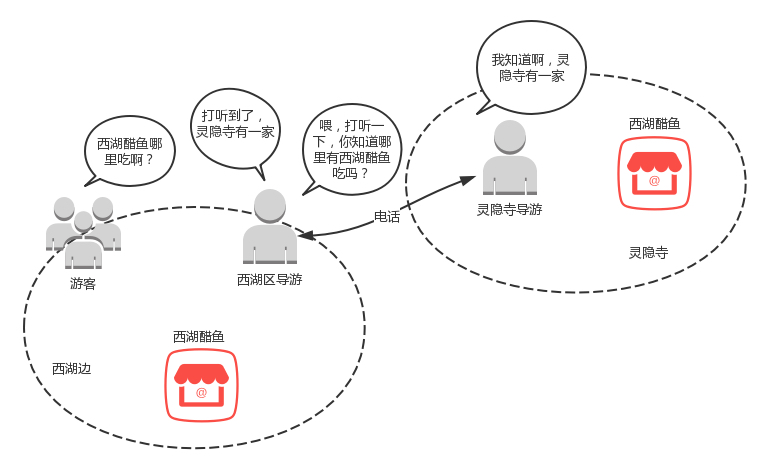 我知道啊，灵
隐寺有一家
西湖醋鱼
@
灵隐寺导游
灵隐寺
打听到了，
灵隐寺有一家
喂，打听一
下，你知道哪
里有西湖醋鱼
吃吗？
西湖醋鱼哪
里吃啊？
电话
游客
西湖区导游
西湖醋鱼
@
西湖边